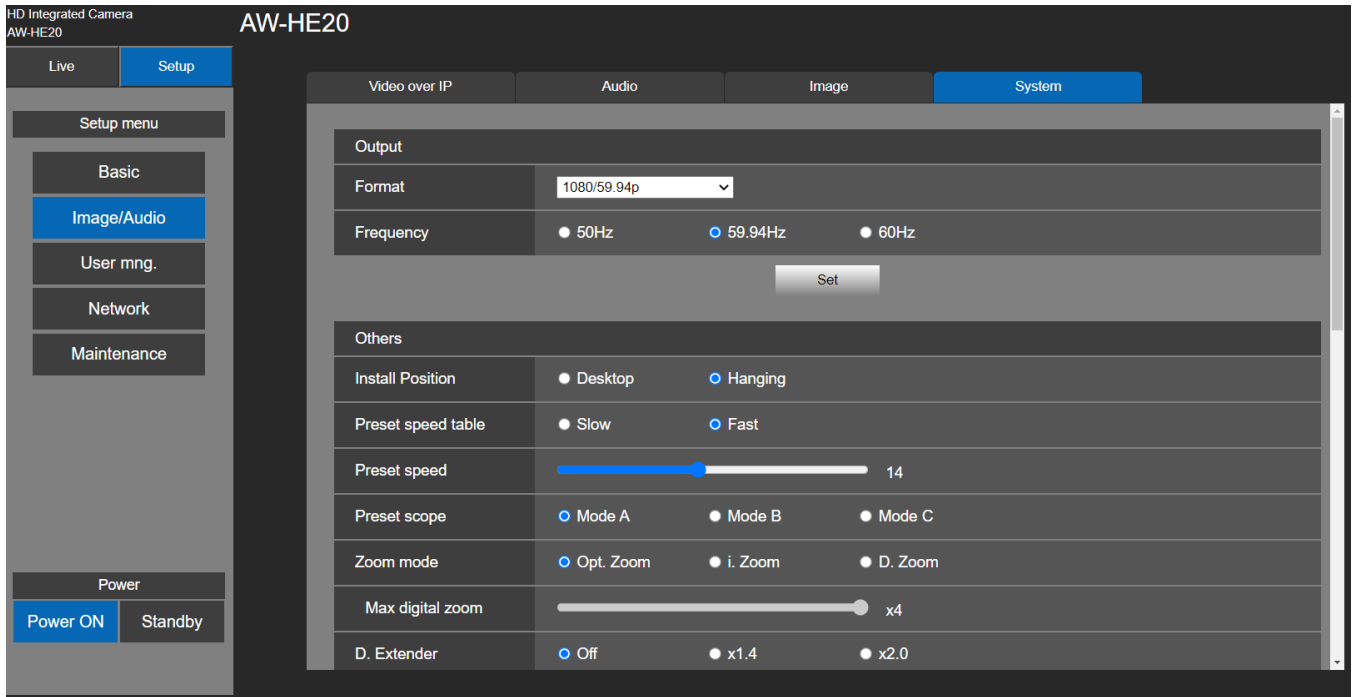 HD Integrated Camera
AW-HE20
AW-HE20
Live Setup
Video over IP Audio Image System
Setup menu
Basic
Image/Audio
User mng.
Network
Maintenance
Power
Power ON Standby
Output
Format 1080/59.94p
Frequency 50Hz 59.94Hz 60Hz
Set
Others
Install Position Desktop Hanging
Preset speed table Slow Fast
Preset speed 14
Preset scope Mode A Mode B Mode C
Zoom mode Opt. Zoom i. Zoom D. Zoom
Max digital zoom x4
D. Extender Off x1.4 x2.0